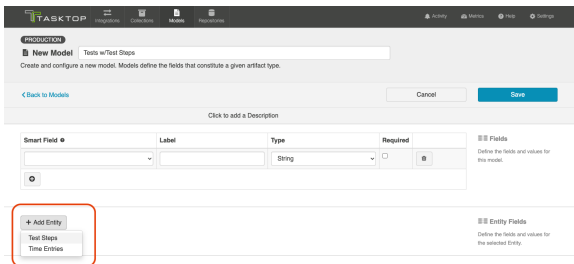 TASKTOP
Integrations
Collections
Models
Repositories
Activity
Metrics
Help
Settings
PRODUCTION
New Model
Tests w/Test Steps
Create and configure a new model. Models define the fields that constitute a given artifact type.
Back to Models
Cancel
Save
Click to add a Description
Smart Field
Label
Type
Required
String
Fields
Define the fields and values for
this model.
+ Add Entity
Test Steps
Time Entries
Entity Fields
Define the fields and values for
the selected Entity.